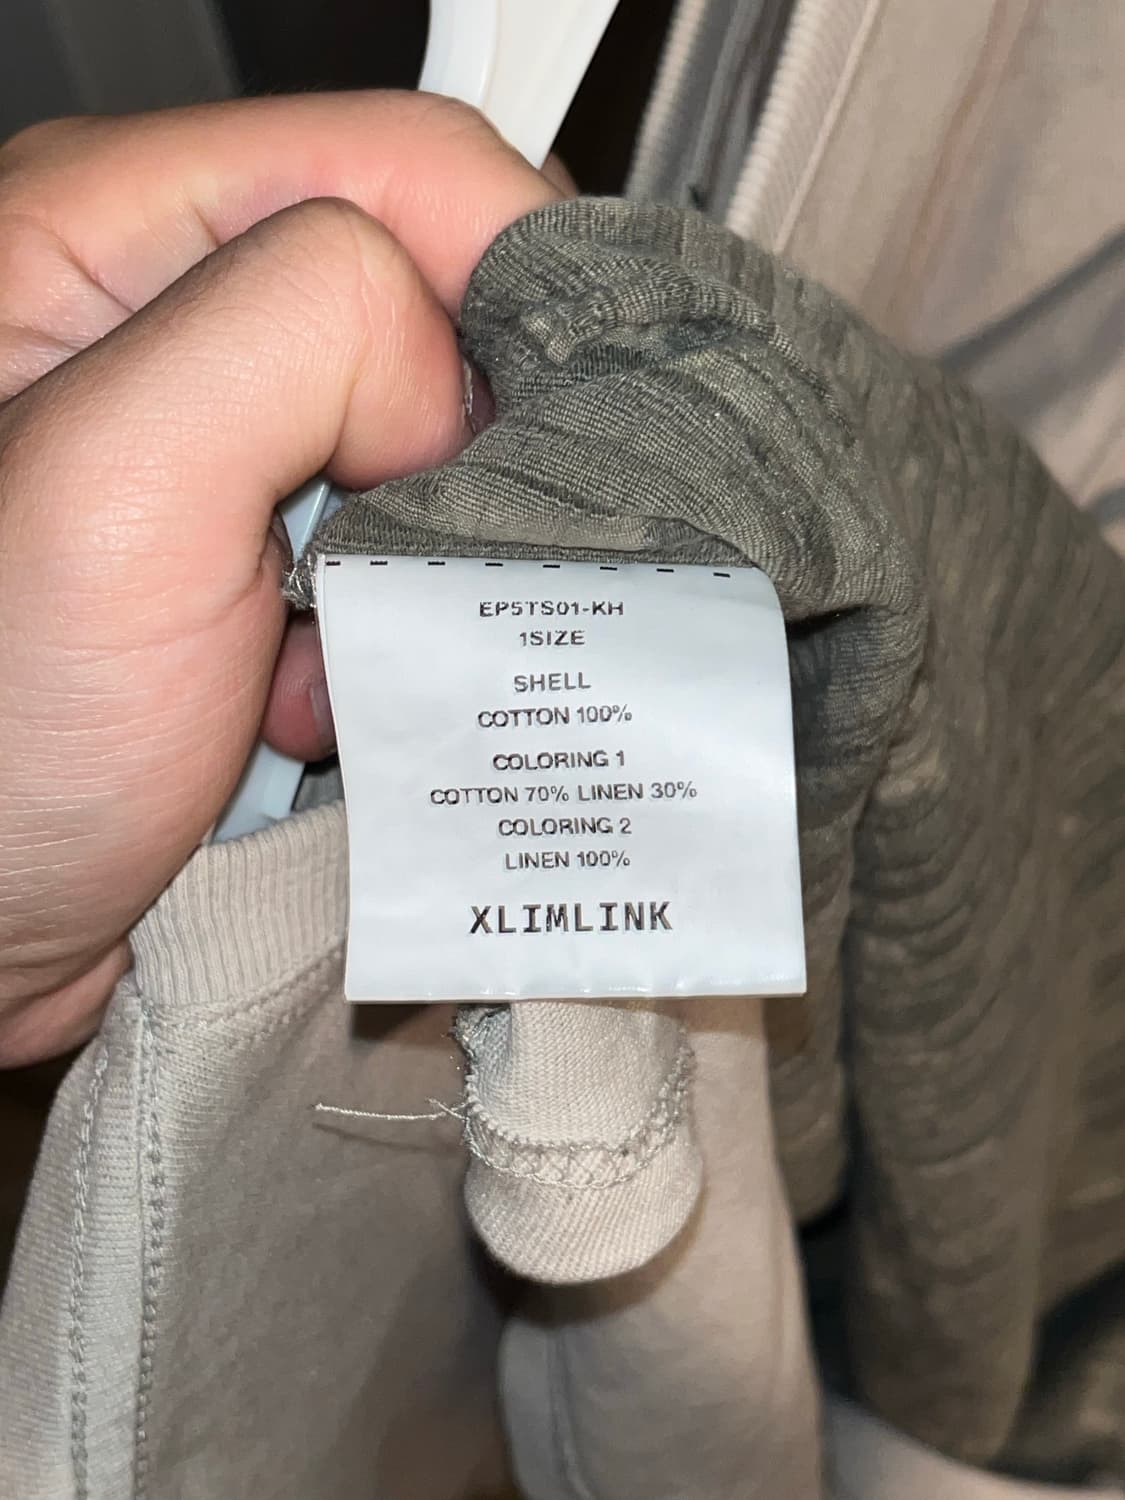 EP5TS01-KH
1SIZE
SHELL
COTTON 100%
COLORING 1
COTTON 70% LINEN 30%
COLORING 2
LINEN 100%
XLIMLINK